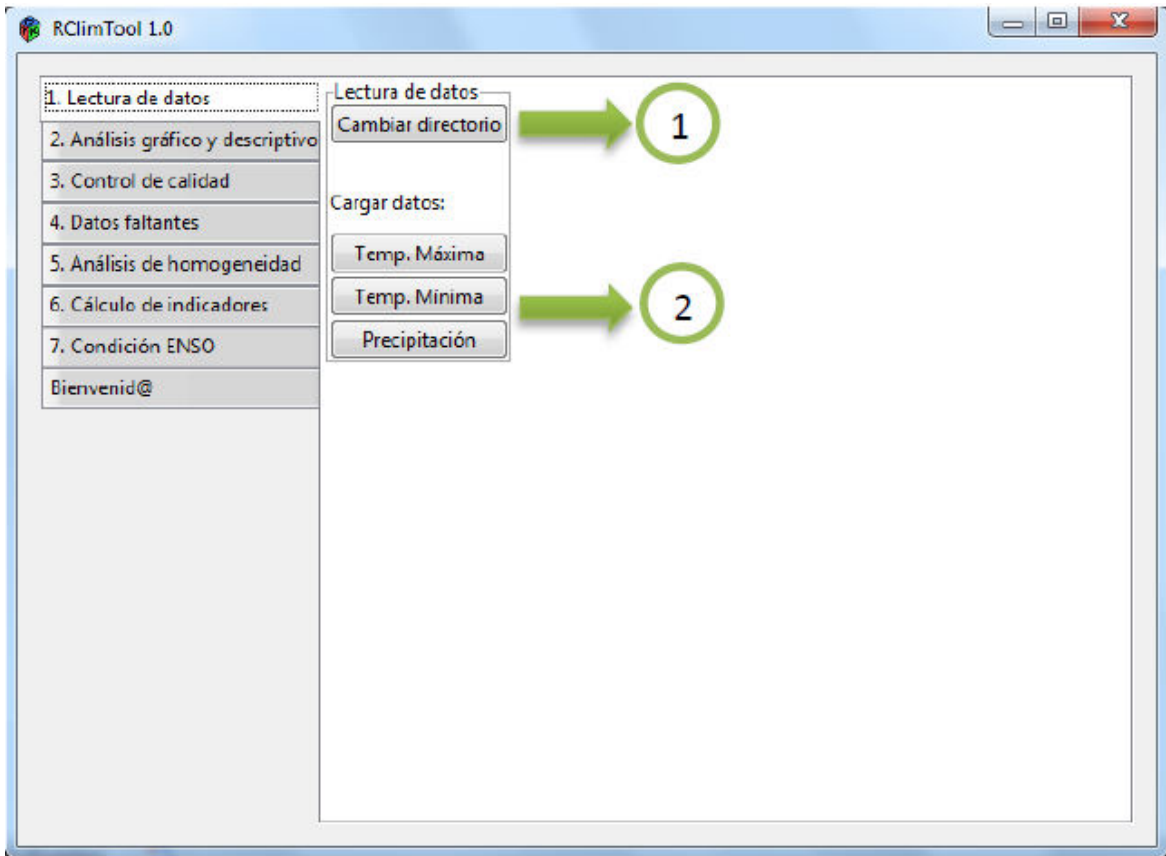 RClimTool 1.0
1. Lectura de datos
2. Análisis gráfico y descriptivo
3. Control de calidad
4. Datos faltantes
5. Análisis de homogeneidad
6. Cálculo de indicadores
7. Condición ENSO
Bienvenid@
Lectura de datos
Cambiar directorio
1
Cargar datos:
Temp. Máxima
Temp. Mínima
2
Precipitación